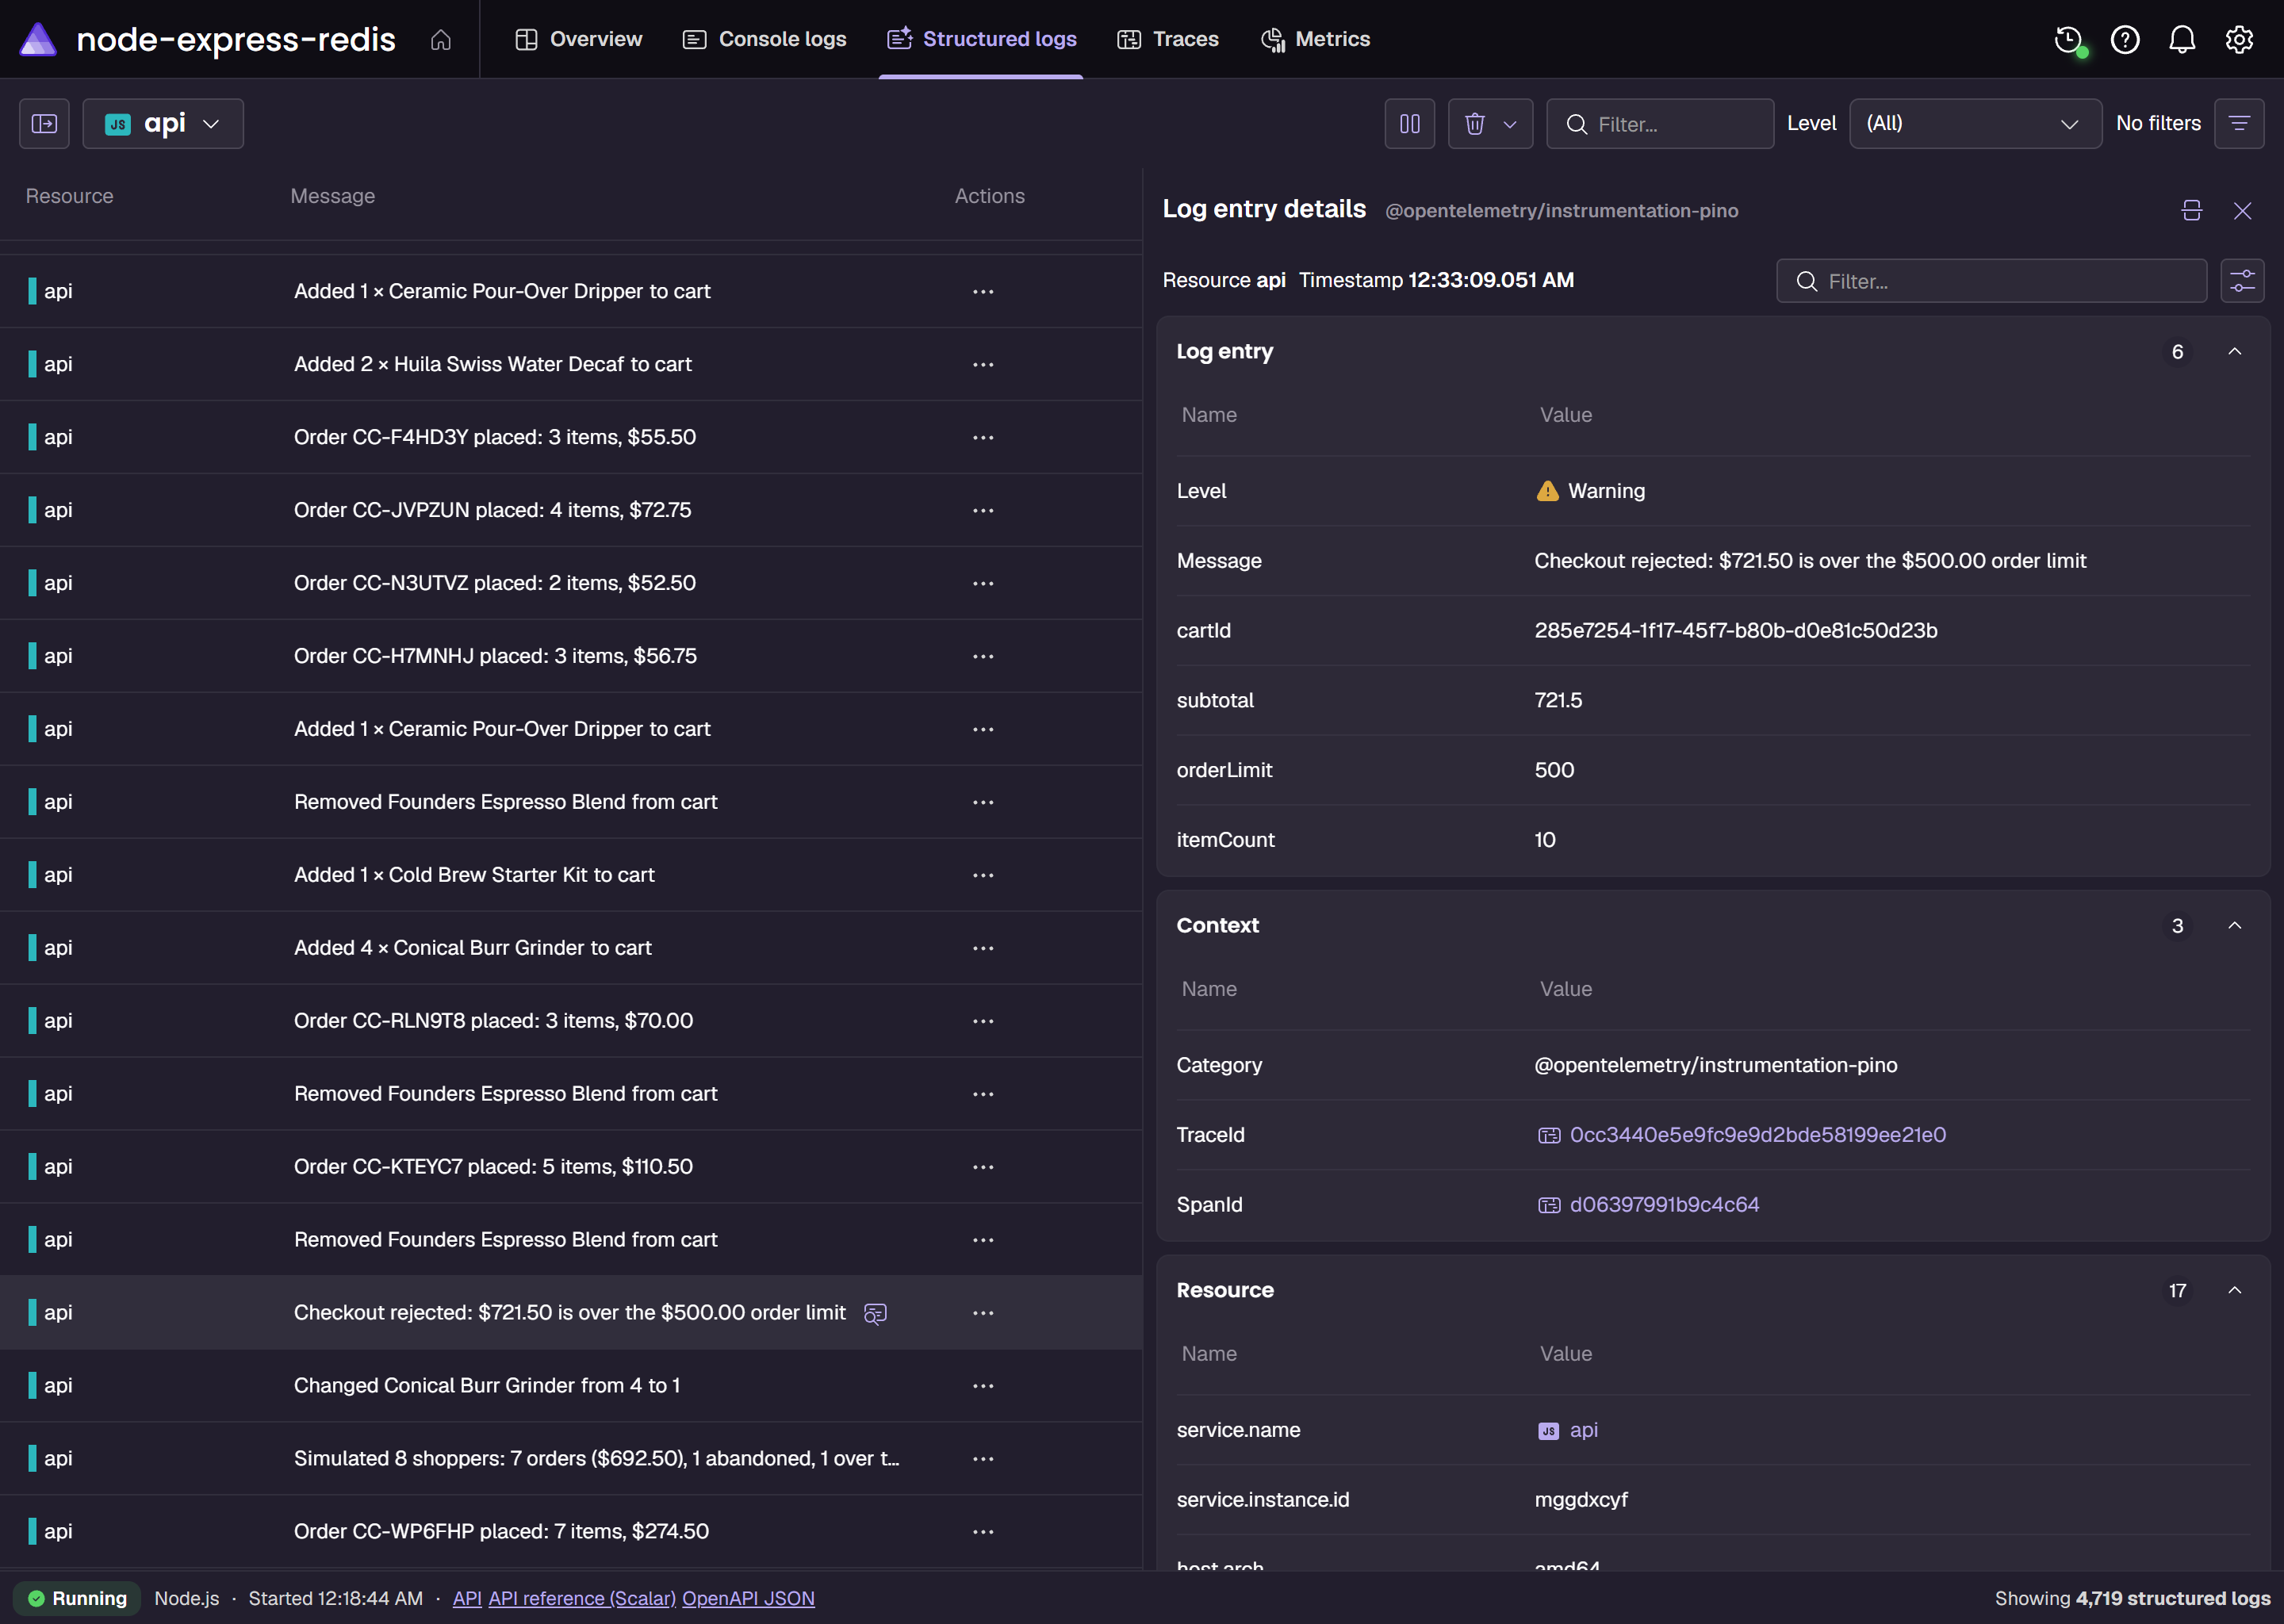 node-express-redis
Overview
Console logs
Structured logs
Traces
Metrics
JS api
Filter...
Level
(All)
No filters
Resource Message Actions
api Added 1 × Ceramic Pour-Over Dripper to cart
api Added 2 × Huila Swiss Water Decaf to cart
api Order CC-F4HD3Y placed: 3 items, $55.50
api Order CC-JVPZUN placed: 4 items, $72.75
api Order CC-N3UTVZ placed: 2 items, $52.50
api Order CC-H7MNHJ placed: 3 items, $56.75
api Added 1 × Ceramic Pour-Over Dripper to cart
api Removed Founders Espresso Blend from cart
api Added 1 × Cold Brew Starter Kit to cart
api Added 4 × Conical Burr Grinder to cart
api Order CC-RLN9T8 placed: 3 items, $70.00
api Removed Founders Espresso Blend from cart
api Order CC-KTEYC7 placed: 5 items, $110.50
api Removed Founders Espresso Blend from cart
api Checkout rejected: $721.50 is over the $500.00 order limit
api Changed Conical Burr Grinder from 4 to 1
api Simulated 8 shoppers: 7 orders ($692.50), 1 abandoned, 1 over t...
api Order CC-WP6FHP placed: 7 items, $274.50
Log entry details @opentelemetry/instrumentation-pino
Resource api Timestamp 12:33:09.051 AM
Filter...
Log entry 6
Name Value
Level Warning
Message Checkout rejected: $721.50 is over the $500.00 order limit
cartId 285e7254-1f17-45f7-b80b-d0e81c50d23b
subtotal 721.5
orderLimit 500
itemCount 10
Context 3
Name Value
Category @opentelemetry/instrumentation-pino
TraceId 0cc3440e5e9fc9e9d2bde58199ee21e0
SpanId d06397991b9c4c64
Resource 17
Name Value
service.name JS api
service.instance.id mggdxcyf
host.arch amd64
Running Node.js · Started 12:18:44 AM · API API reference (Scalar) OpenAPI JSON
Showing 4,719 structured logs